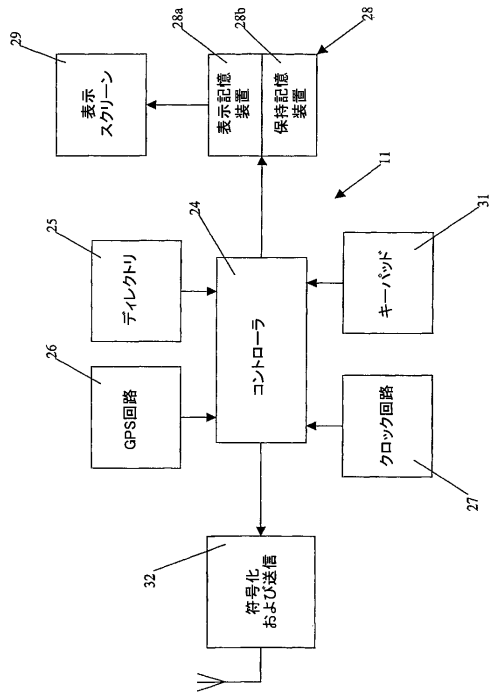 29
表示
スクリーン
28a
28b
28
表示記憶
装置
保持記憶
装置
11
25
ディレクトリ
24
コントローラ
31
キーパッド
26
GPS回路
クロック回路
27
32
符号化
および送信